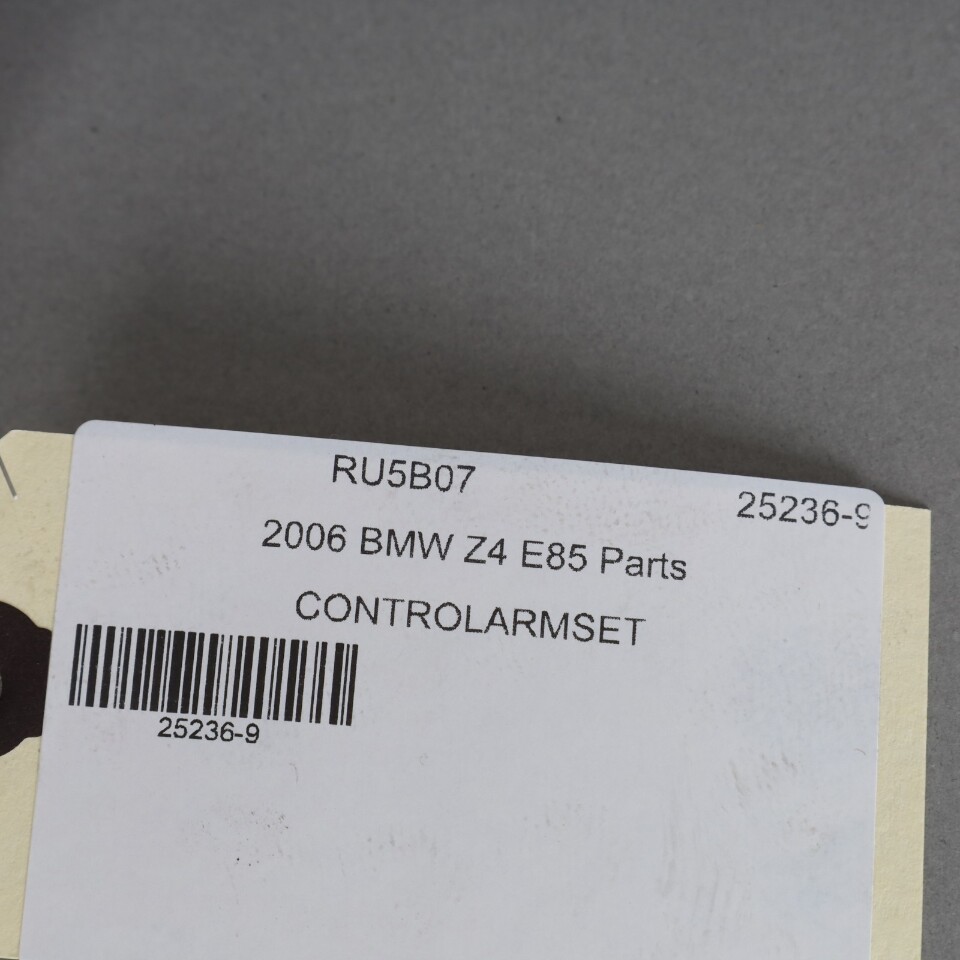 RU5B07
25236-9
2006 BMW Z4 E85 Parts
CONTROLARMSET
25236-9